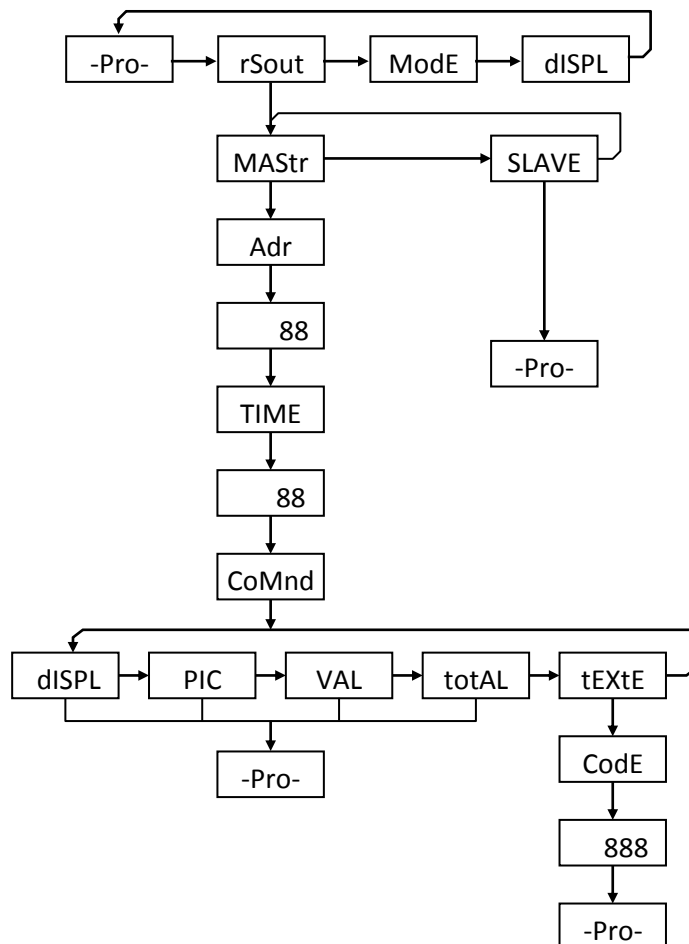 -Pro- rSout ModE dISPL
MAStr SLAVE
Adr
88
-Pro-
TIME
88
CoMnd
dISPL PIC VAL totAL tEXtE
-Pro- CodE
888
-Pro-